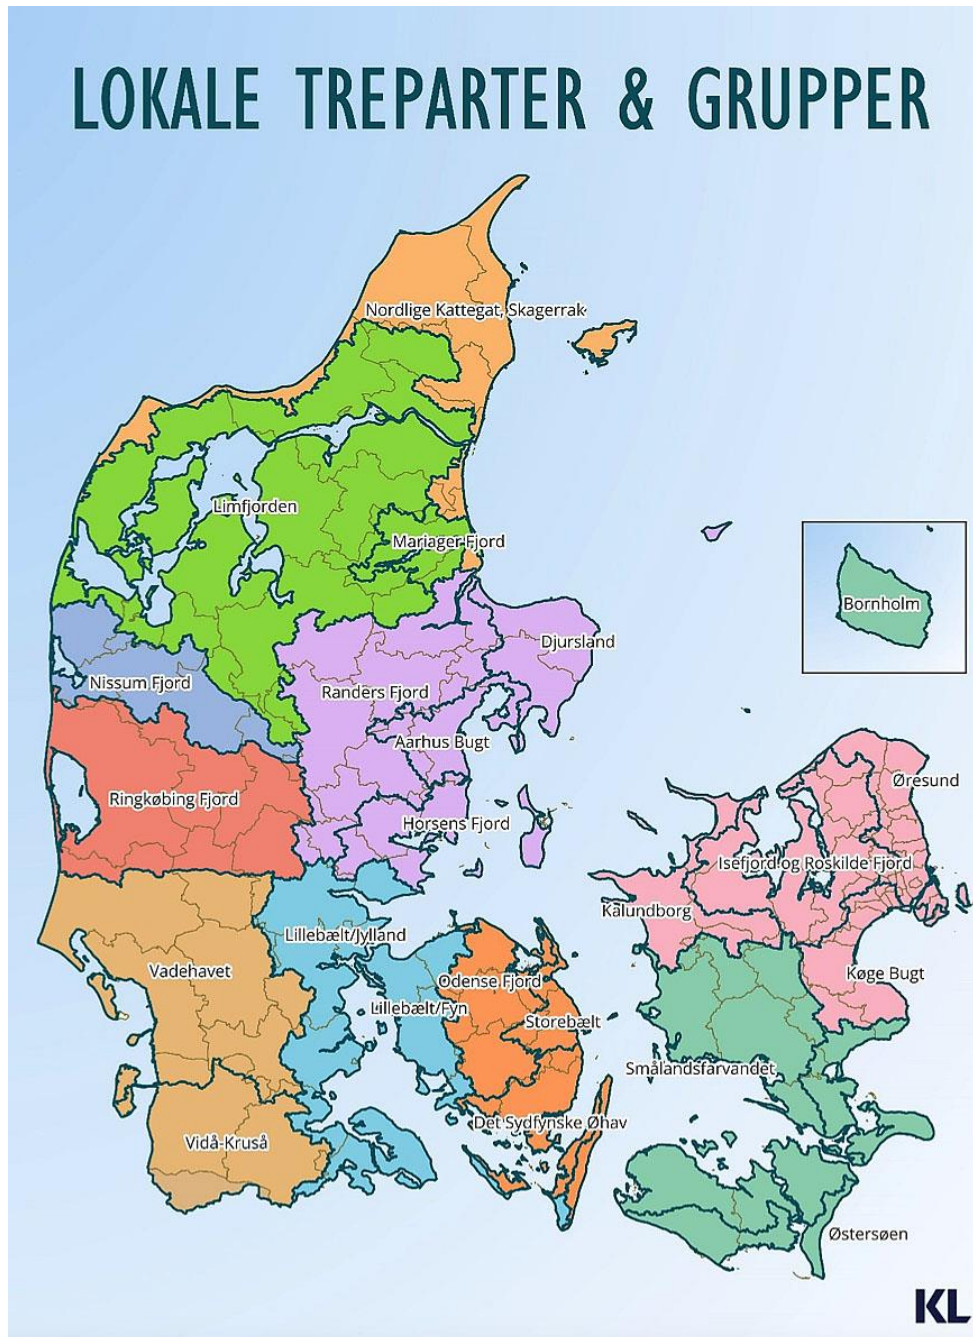 LOKALE TREPARTER & GRUPPER
Nordlige Kattegat, Skagerrak
Limfjorden
Mariager Fjord
Bornholm
Djursland
Nissum Fjord
Randers Fjord
Aarhus Bugt
Øresund
Ringkøbing Fjord
Horsens Fjord
Isefjord og Roskilde Fjord
Kalundborg
Lillebælt/Jylland
Vadehavet
Odense Fjord
Køge Bugt
Lillebælt/Fyn
Storebælt
Smålandsfarvandet
Det Sydfynske Øhav
Vidå-Kruså
Østersøen
KL